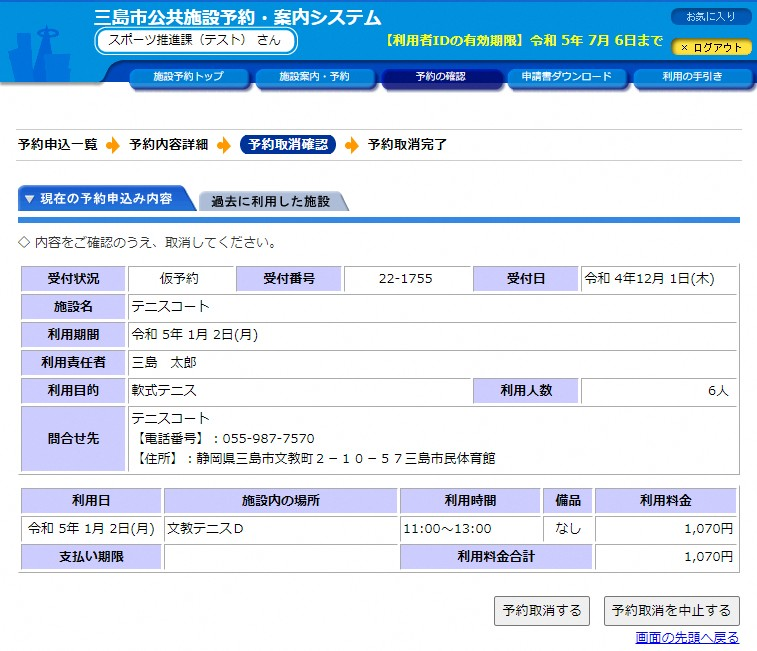 三島市公共施設予約・案内システム
お気に入り
スポーツ推進課（テスト） さん
【利用者IDの有効期限】令和 5年 7月 6日まで
× ログアウト
施設予約トップ
施設案内・予約
予約の確認
申請書ダウンロード
利用の手引き
予約申込一覧 予約内容詳細 予約取消確認 予約取消完了
▼ 現在の予約申込み内容 過去に利用した施設
◇ 内容をご確認のうえ、取消してください。
受付状況 仮予約 受付番号 22-1755 受付日 令和 4年12月 1日(木)
施設名 テニスコート
利用期間 令和 5年 1月 2日(月)
利用責任者 三島　太郎
利用目的 軟式テニス 利用人数 6人
問合せ先
テニスコート
【電話番号】：055-987-7570
【住所】：静岡県三島市文教町２－１０－５７三島市民体育館
利用日 施設内の場所 利用時間 備品 利用料金
令和 5年 1月 2日(月) 文教テニスＤ 11:00～13:00 なし 1,070円
支払い期限 利用料金合計 1,070円
予約取消する 予約取消を中止する
画面の先頭へ戻る